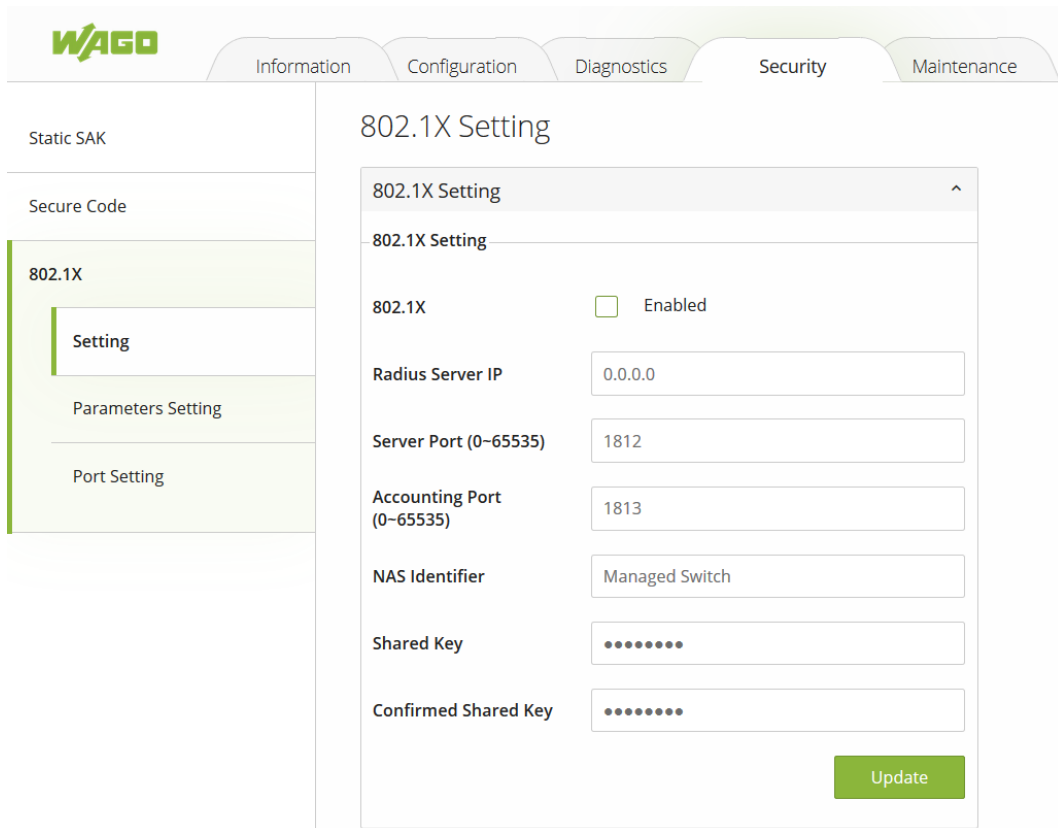 WAGO
Information Configuration Diagnostics Security Maintenance
Static SAK
Secure Code
802.1X
Setting
Parameters Setting
Port Setting
802.1X Setting
802.1X Setting
802.1X Setting
802.1X Enabled
Radius Server IP 0.0.0.0
Server Port (0~65535) 1812
Accounting Port
(0~65535) 1813
NAS Identifier Managed Switch
Shared Key ••••••••
Confirmed Shared Key ••••••••
Update